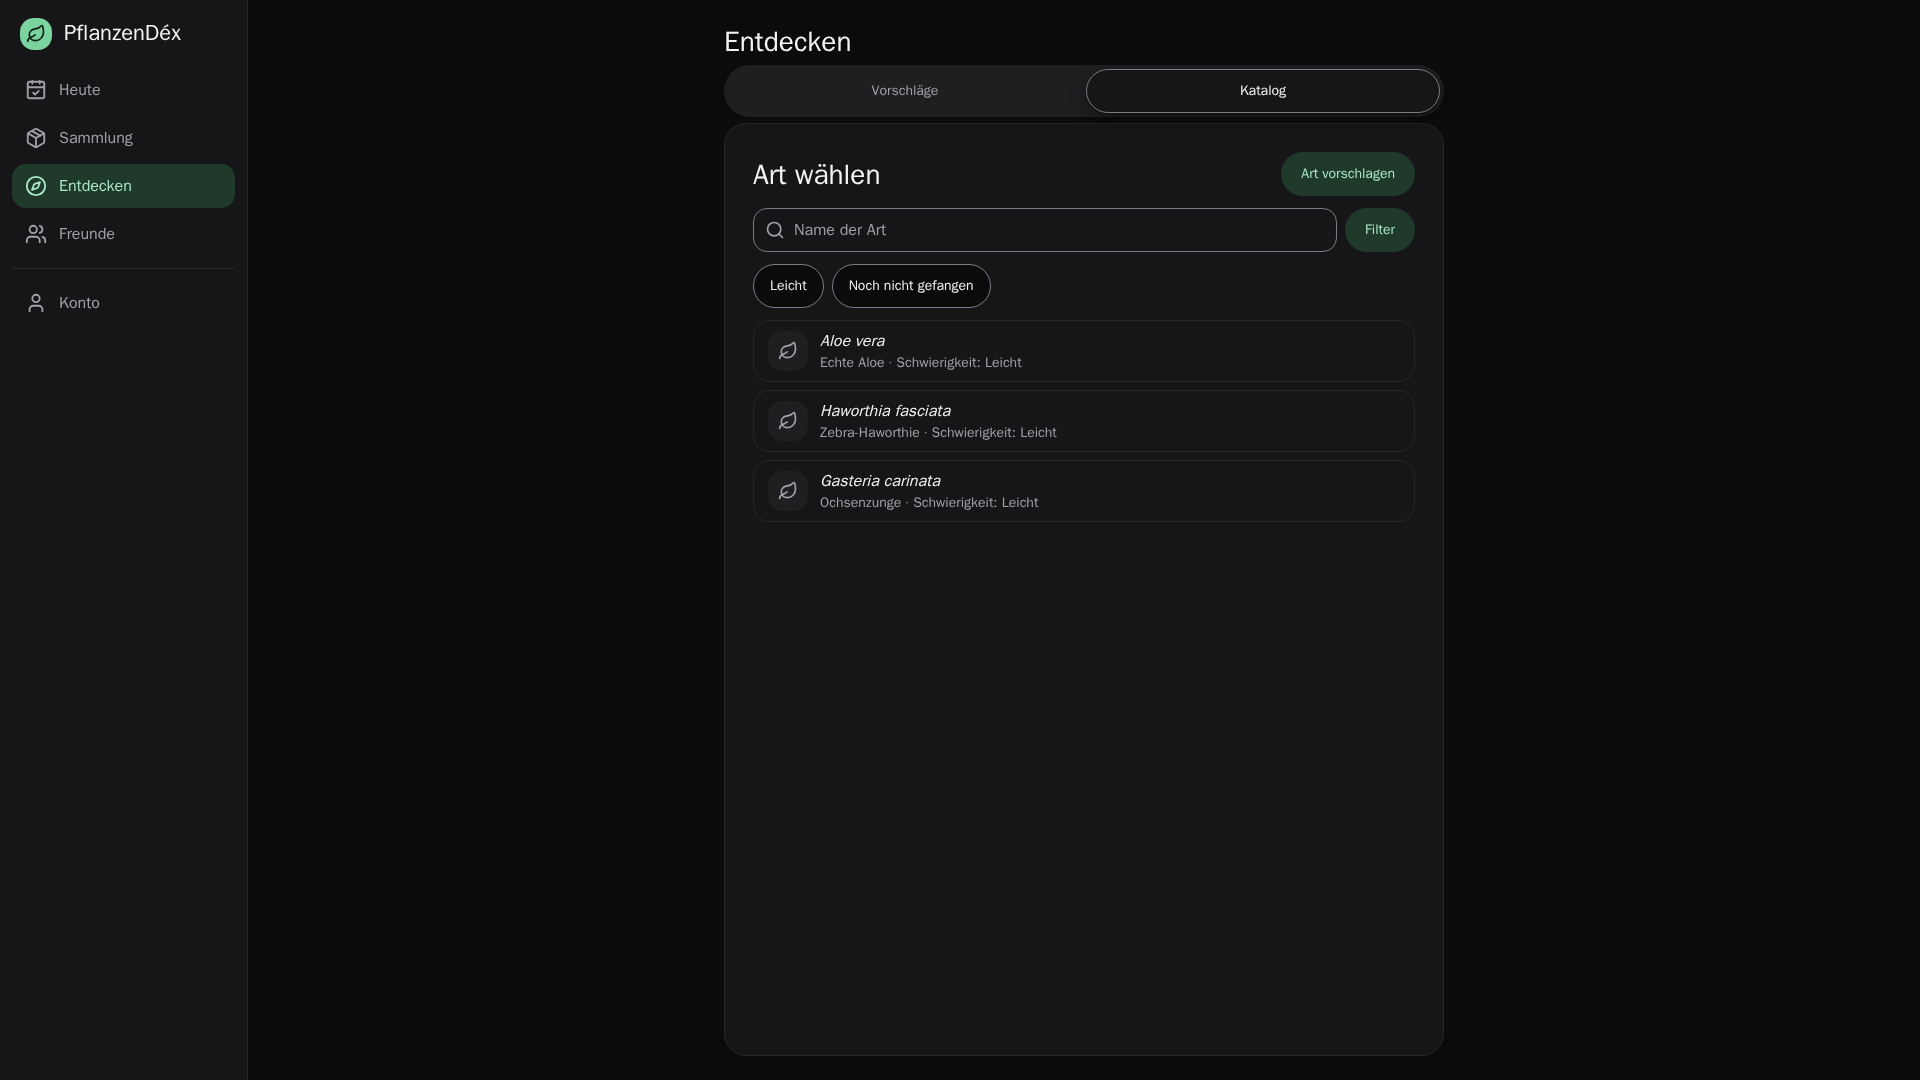 PflanzenDéx
Heute
Sammlung
Entdecken
Freunde
Konto
Entdecken
Vorschläge
Katalog
Art wählen
Art vorschlagen
Name der Art
Filter
Leicht
Noch nicht gefangen
Aloe vera
Echte Aloe · Schwierigkeit: Leicht
Haworthia fasciata
Zebra-Haworthie · Schwierigkeit: Leicht
Gasteria carinata
Ochsenzunge · Schwierigkeit: Leicht